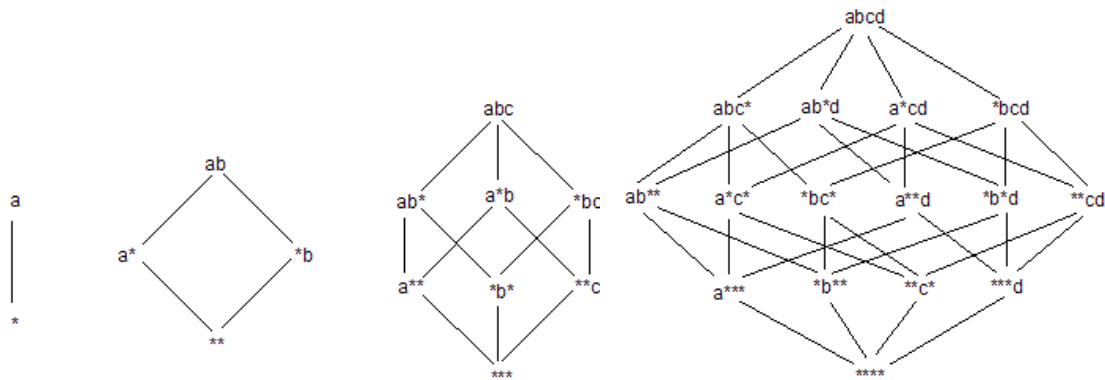 abcd
abc* ab*d a*cd *bcd
abc
ab
a
ab* a*b *bc
ab** a*c* *bc* a**d *b*d **cd
a* *b
a** *b* **c
a*** *b** **c* ***d
*
**
***
****